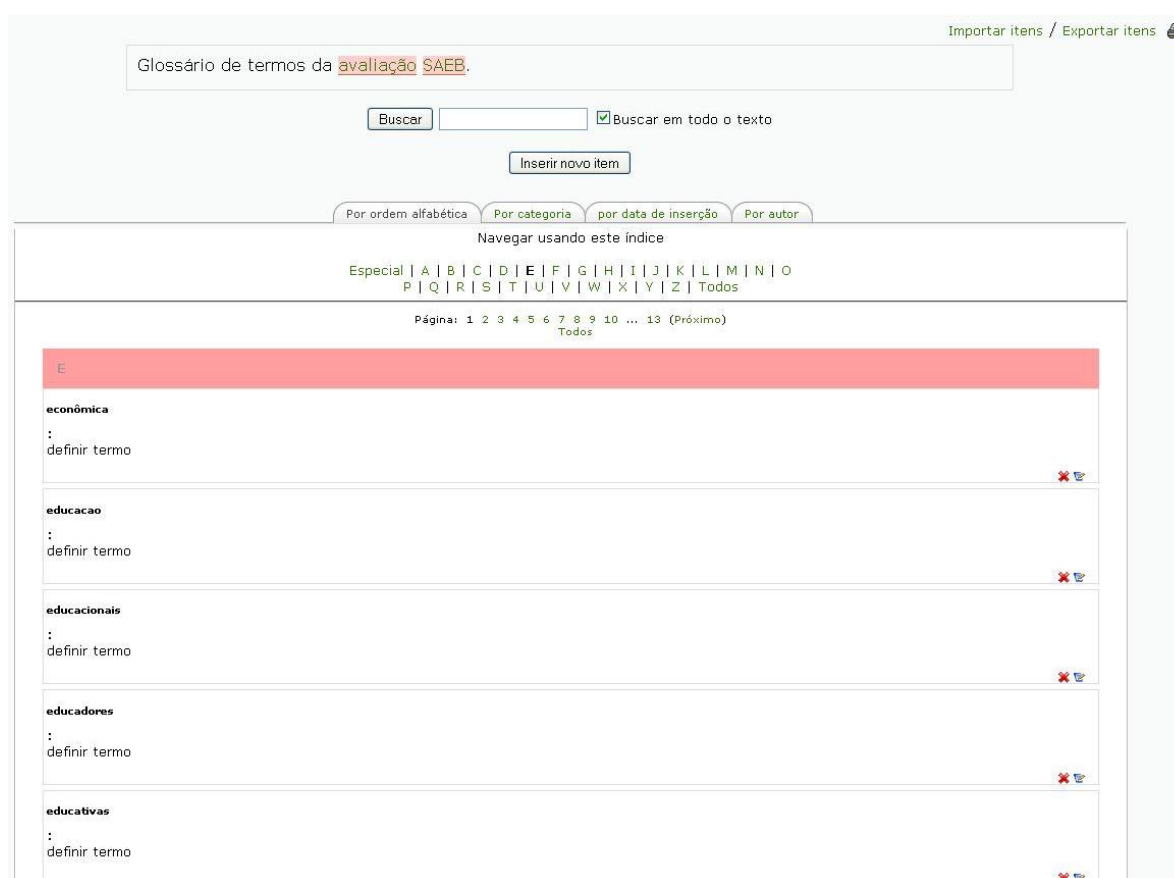 Importar itens / Exportar itens
Glossário de termos da avaliação SAEB.
Buscar Buscar em todo o texto
Inserir novo item
Por ordem alfabética Por categoria por data de inserção Por autor
Navegar usando este índice
Especial | A | B | C | D | E | F | G | H | I | J | K | L | M | N | O
P | Q | R | S | T | U | V | W | X | Y | Z | Todos
Página: 1 2 3 4 5 6 7 8 9 10 ... 13 (Próximo)
Todos
E
econômica
:
definir termo
educacao
:
definir termo
educacionais
:
definir termo
educadores
:
definir termo
educativas
:
definir termo